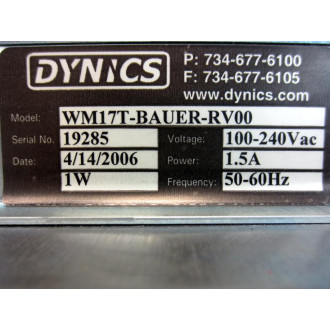 DYNICS
P: 734-677-6100
F: 734-677-6105
www.dynics.com
Model: WM17T-BAUER-RV00
Serial No. 19285 Voltage: 100-240Vac
Date: 4/14/2006 Power: 1.5A
1W Frequency: 50-60Hz